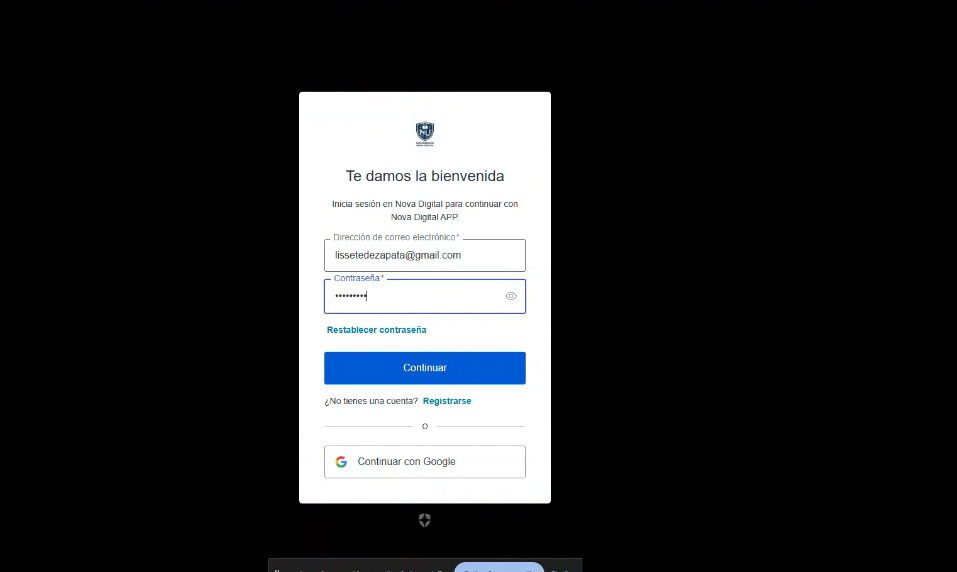 NU
Te damos la bienvenida
Inicia sesión en Nova Digital para continuar con
Nova Digital APP.
Dirección de correo electrónico*
lissetedezapata@gmail.com
Contraseña*
•••••••••
Restablecer contraseña
Continuar
¿No tienes una cuenta? Registrarse
O
Continuar con Google